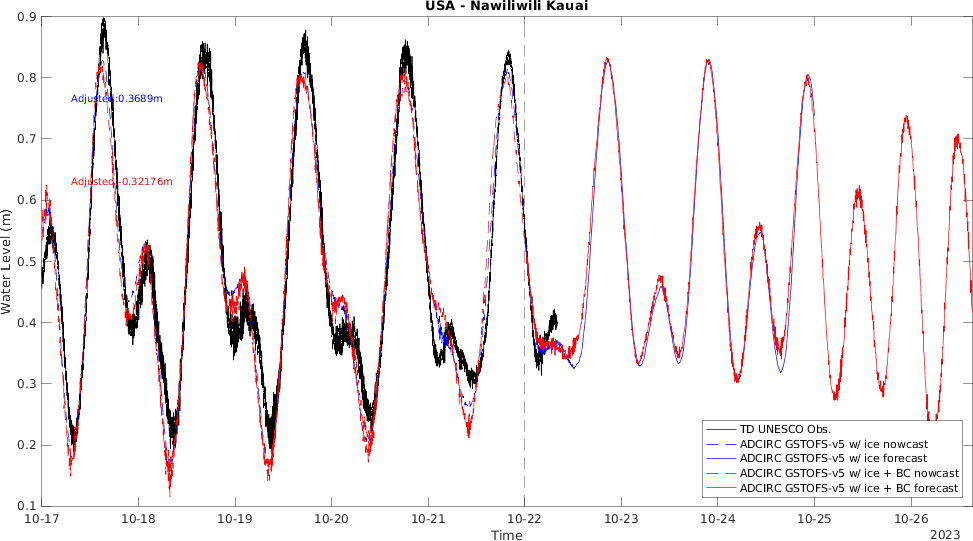 USA - Nawiliwili Kauai
0.9
0.8
0.7
0.6
0.5
0.4
0.3
0.2
0.1
Water Level (m)
Adjusted:0.3689m
Adjusted:-0.32176m
TD UNESCO Obs.
ADCIRC GSTOFS-v5 w/ ice nowcast
ADCIRC GSTOFS-v5 w/ ice forecast
ADCIRC GSTOFS-v5 w/ ice + BC nowcast
ADCIRC GSTOFS-v5 w/ ice + BC forecast
10-17 10-18 10-19 10-20 10-21 10-22 10-23 10-24 10-25 10-26
Time
2023